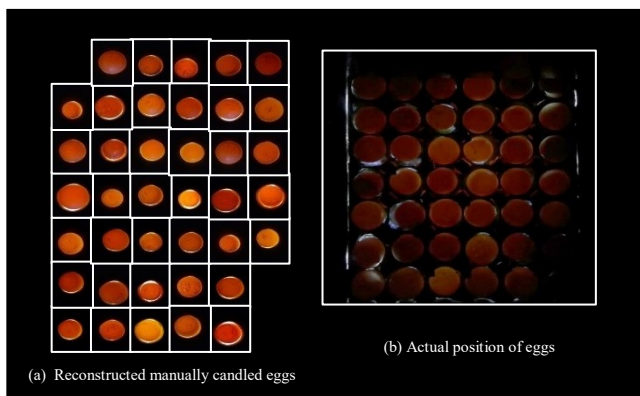 (b) Actual position of eggs
(a) Reconstructed manually candled eggs